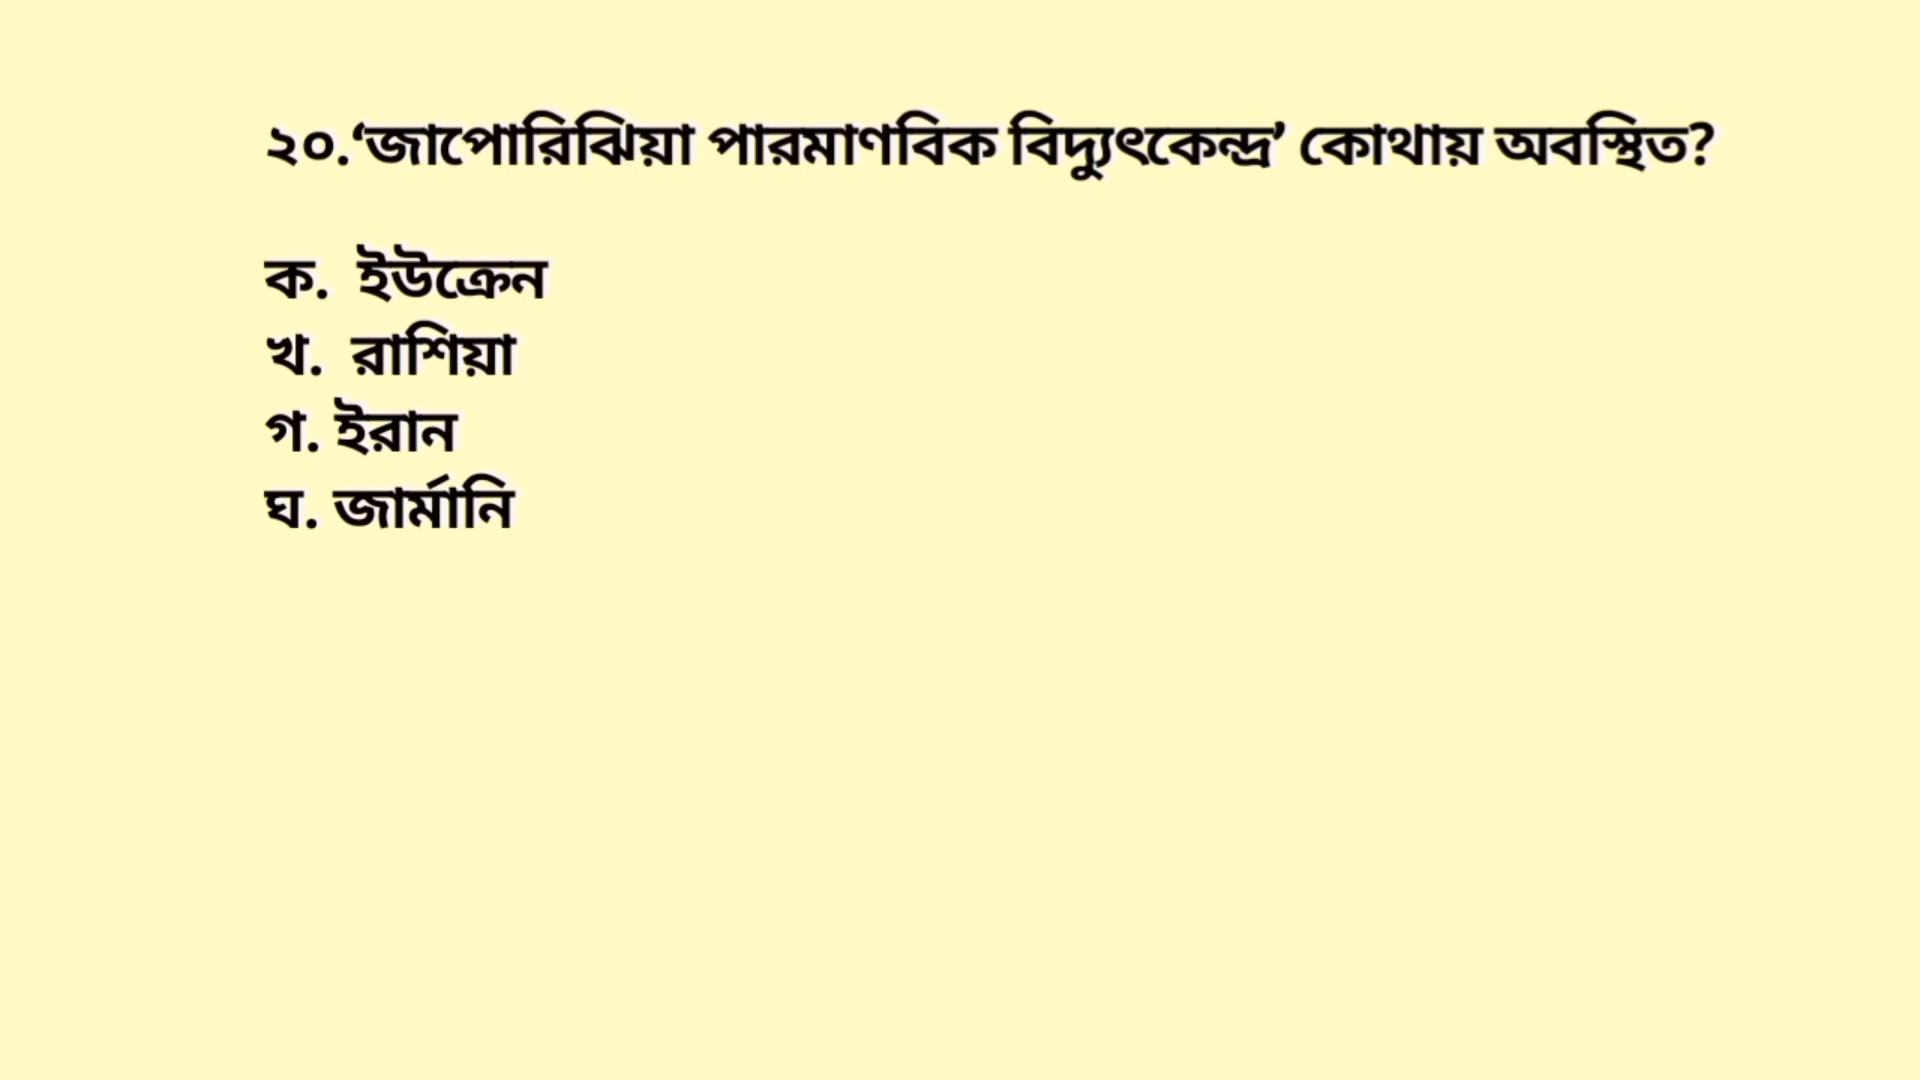 ২০.‘জাপোরিঝিয়া পারমাণবিক বিদ্যুৎকেন্দ্র’ কোথায় অবস্থিত?
ক. ইউক্রেন
খ. রাশিয়া
গ. ইরান
ঘ. জার্মানি